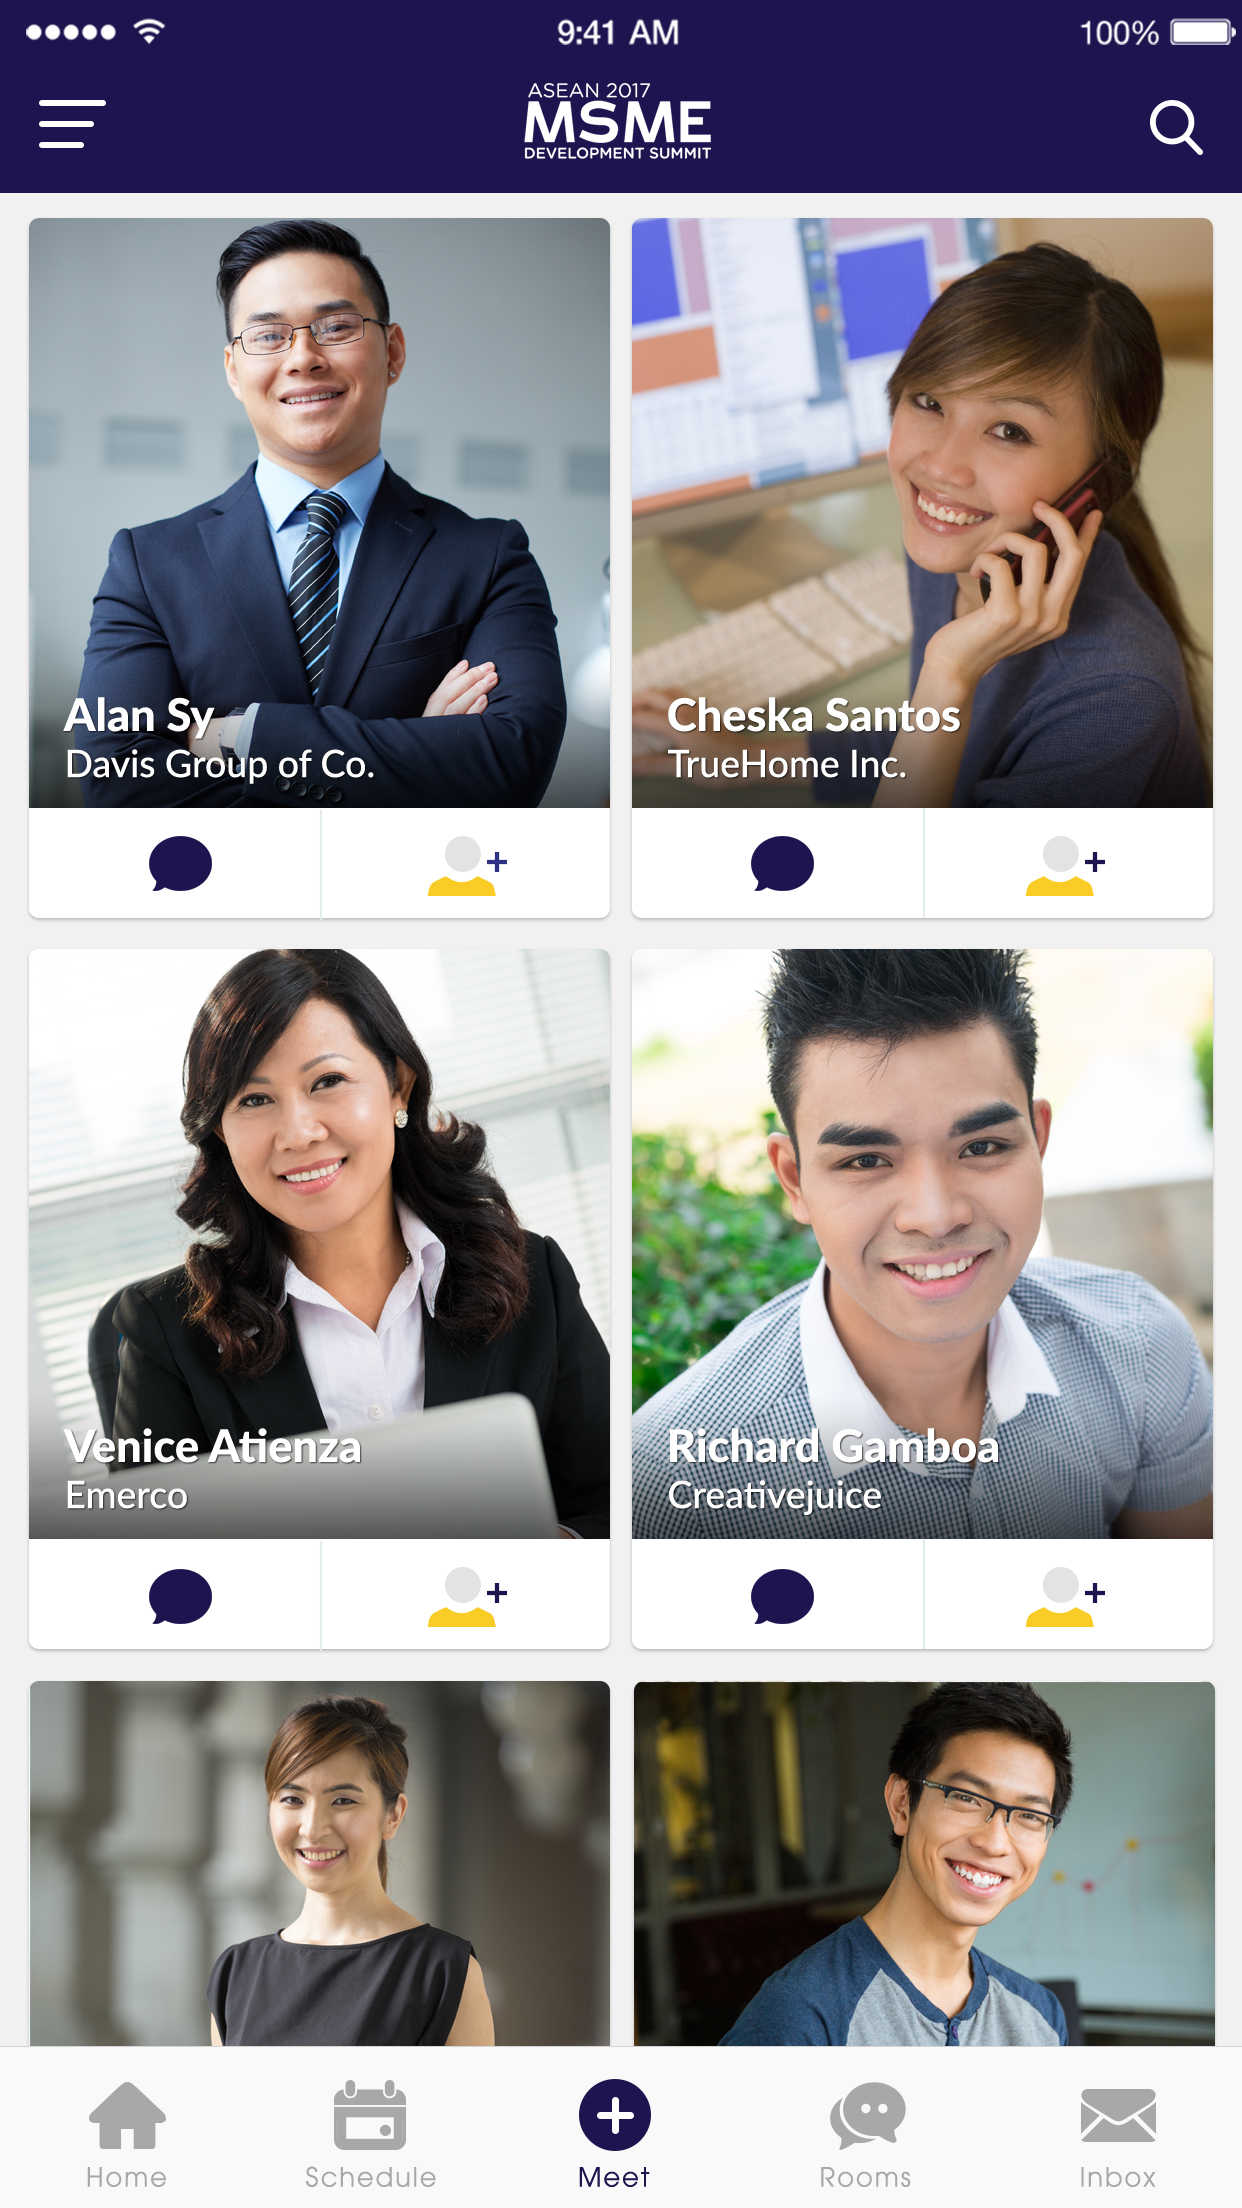 9:41 AM
100%
ASEAN 2017
MSME
DEVELOPMENT SUMMIT
Alan Sy
Davis Group of Co.
Cheska Santos
TrueHome Inc.
Venice Atienza
Emerco
Richard Gamboa
Creativejuice
Home
Schedule
Meet
Rooms
Inbox